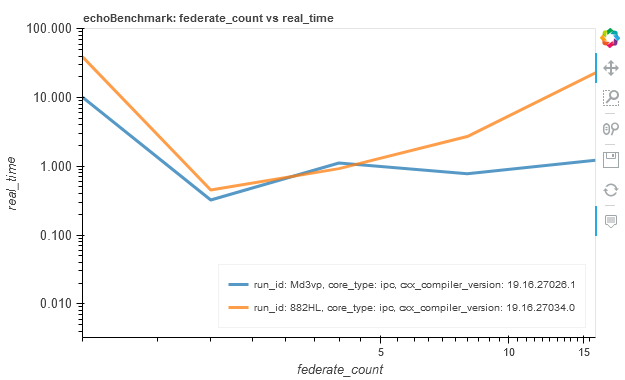 echoBenchmark: federate_count vs real_time
100.000
10.000
1.000
0.100
0.010
real_time
run_id: Md3vp, core_type: ipc, cxx_compiler_version: 19.16.27026.1
run_id: 882HL, core_type: ipc, cxx_compiler_version: 19.16.27034.0
5
10
15
federate_count